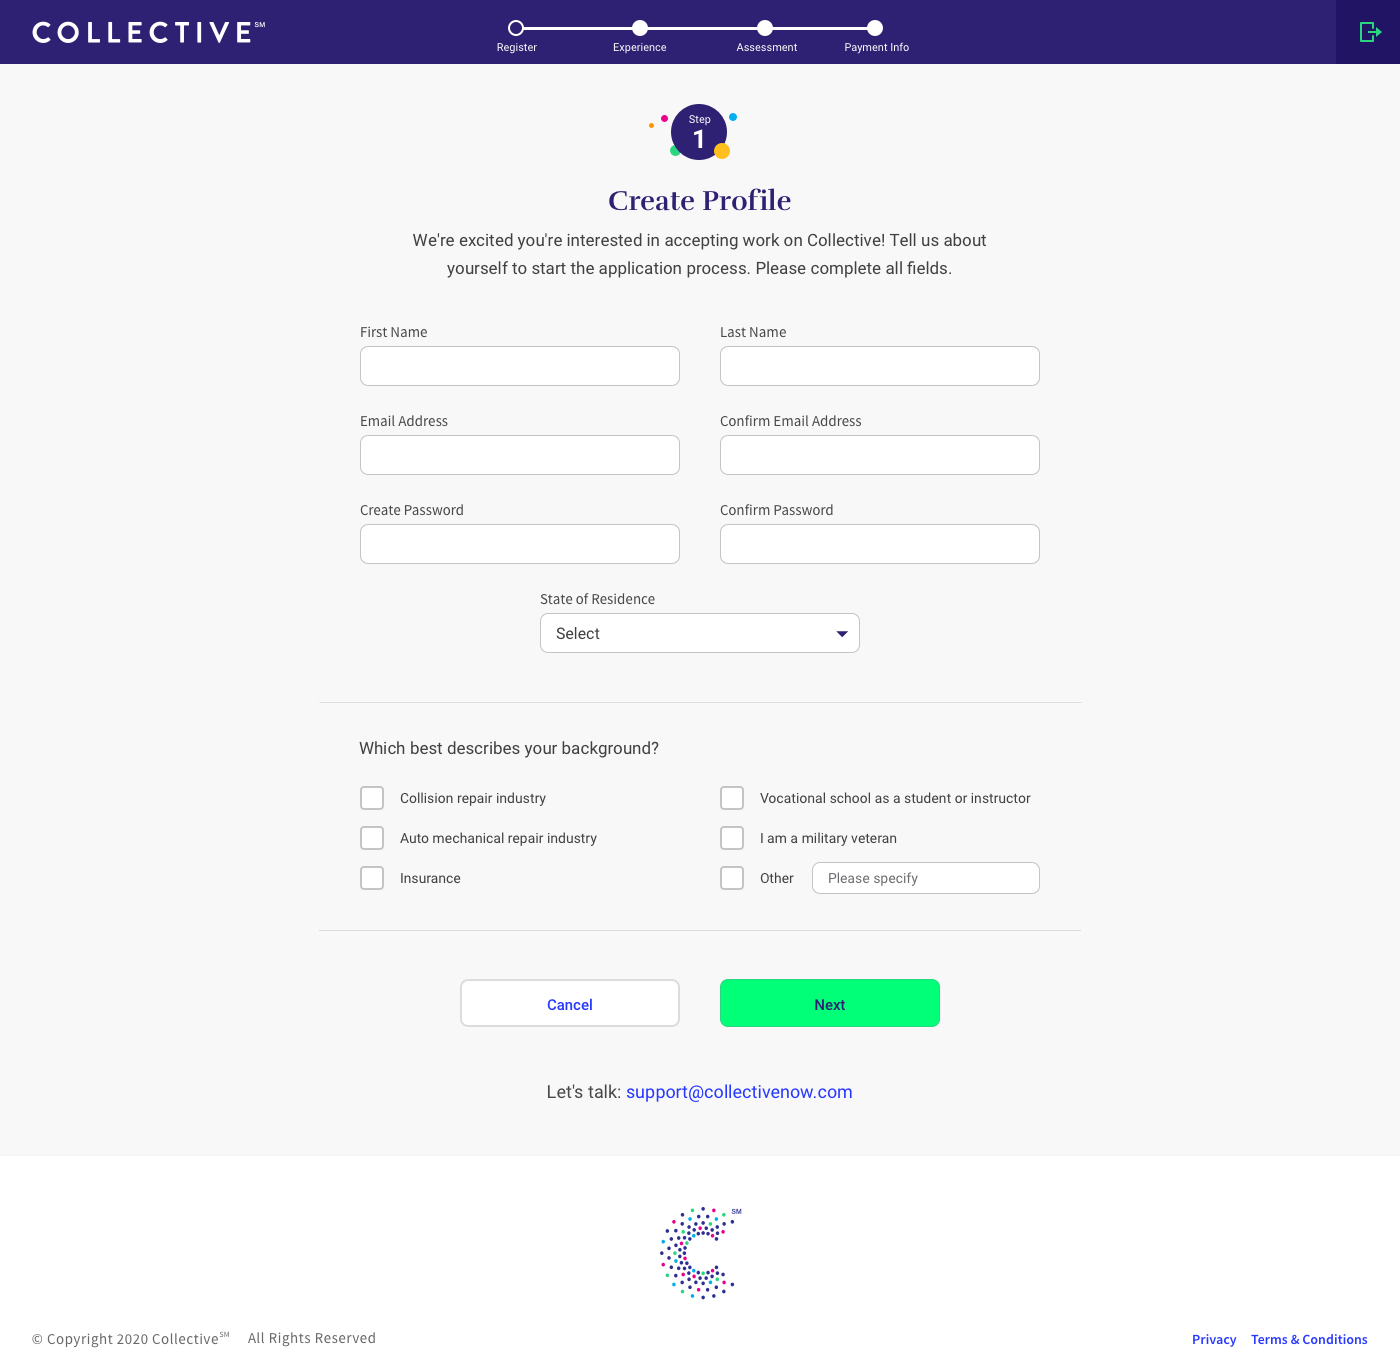 COLLECTIVE℠
Register
Experience
Assessment
Payment Info
Step
1
Create Profile
We're excited you're interested in accepting work on Collective! Tell us about
yourself to start the application process. Please complete all fields.
First Name
Last Name
Email Address
Confirm Email Address
Create Password
Confirm Password
State of Residence
Select
Which best describes your background?
Collision repair industry
Vocational school as a student or instructor
Auto mechanical repair industry
I am a military veteran
Insurance
Other
Please specify
Cancel
Next
Let's talk: support@collectivenow.com
SM
© Copyright 2020 Collective℠ All Rights Reserved
Privacy
Terms & Conditions